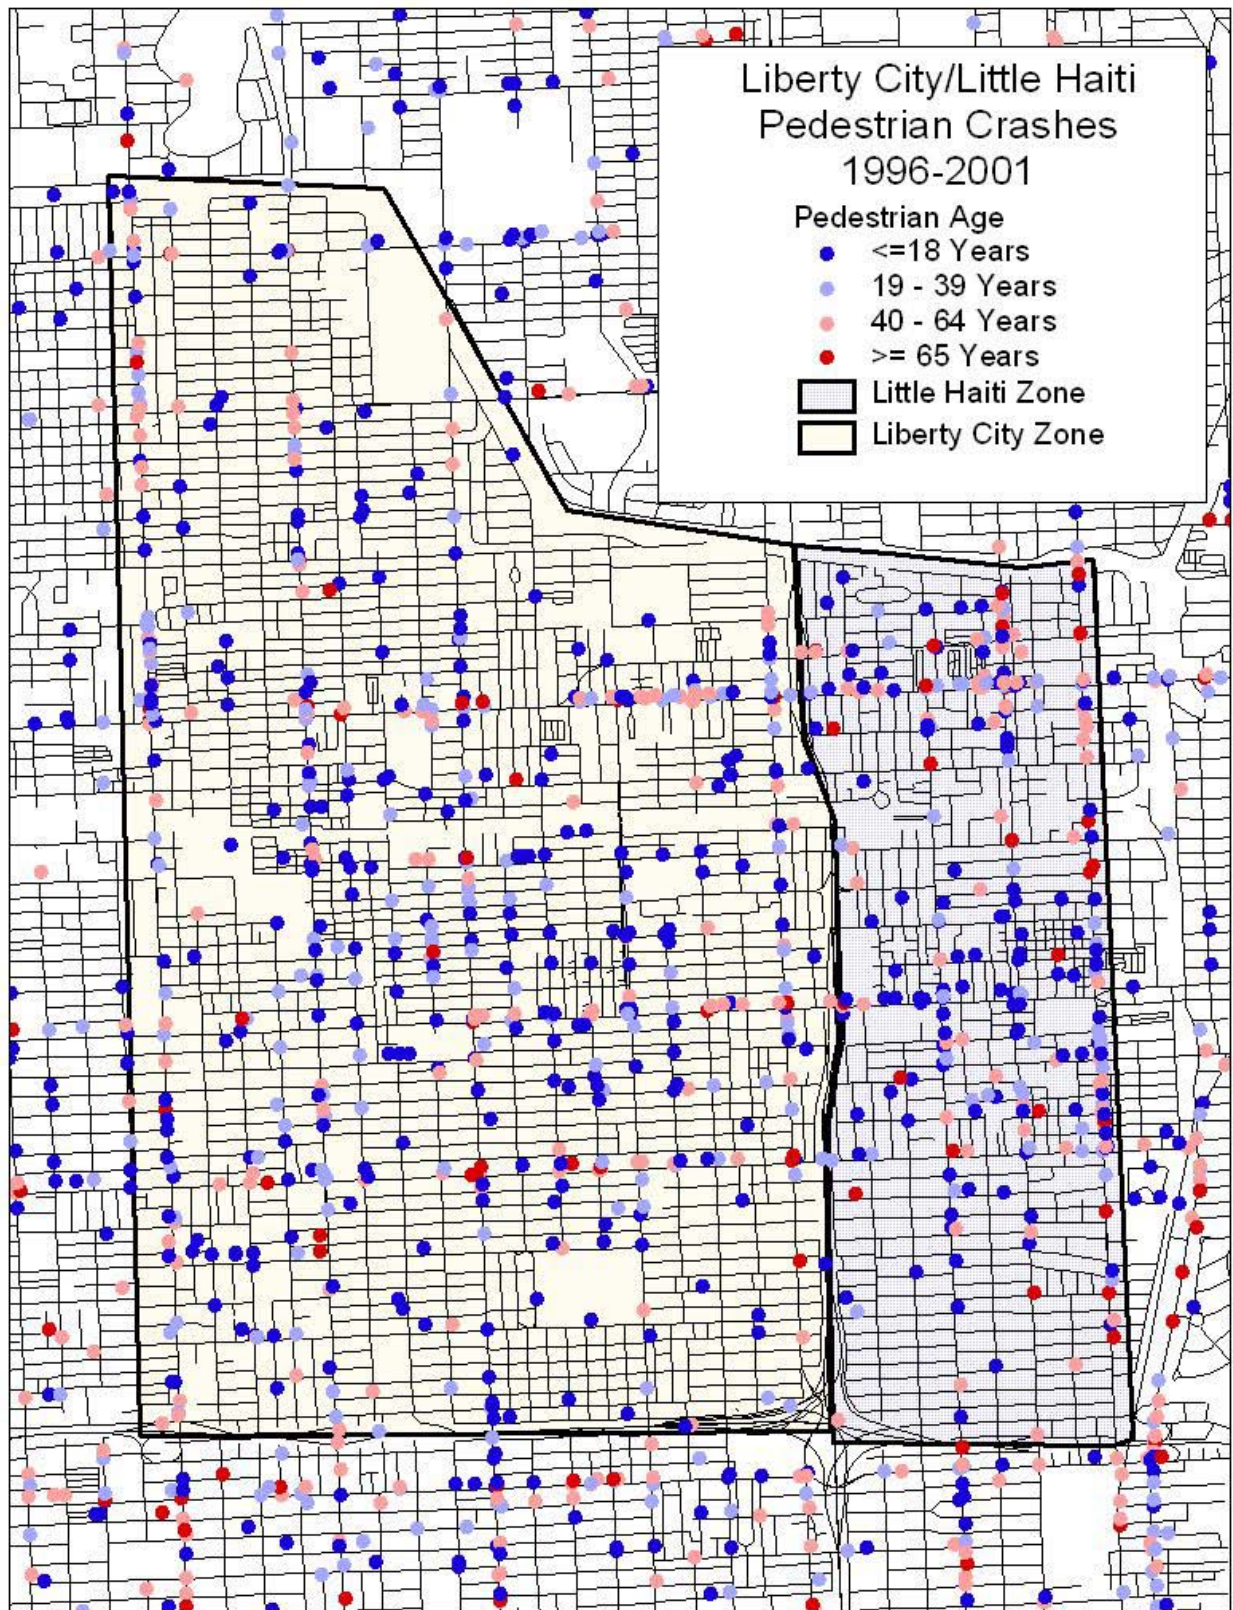 Liberty City/Little Haiti
Pedestrian Crashes
1996-2001
Pedestrian Age
<=18 Years
19 - 39 Years
40 - 64 Years
>= 65 Years
Little Haiti Zone
Liberty City Zone